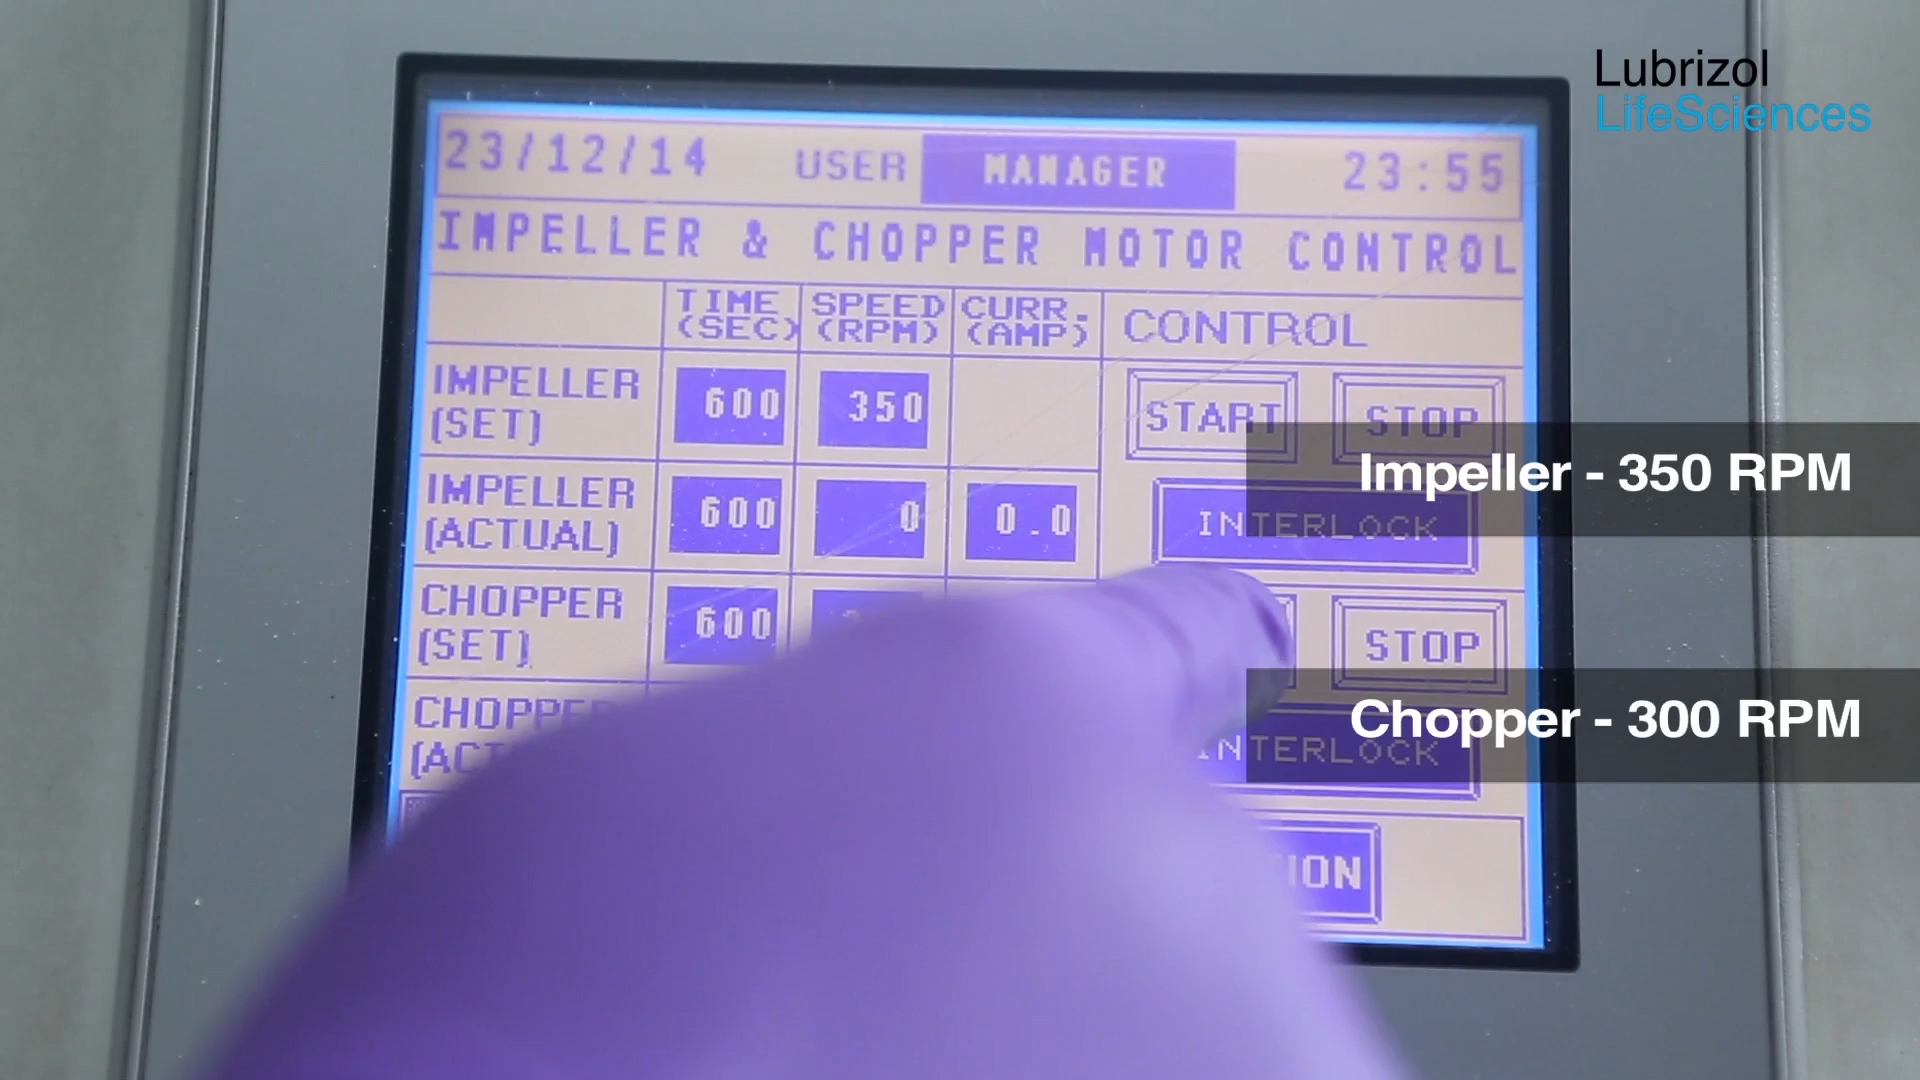 Lubrizol
LifeSciences
23/12/14 USER MANAGER 23:55
IMPELLER & CHOPPER MOTOR CONTROL
TIME (SEC) SPEED (RPM) CURR. (AMP) CONTROL
IMPELLER (SET) 600 350 START STOP
Impeller - 350 RPM
IMPELLER (ACTUAL) 600 0 0.0 INTERLOCK
CHOPPER (SET) 600 STOP
Chopper - 300 RPM
CHOPPER INTERLOCK